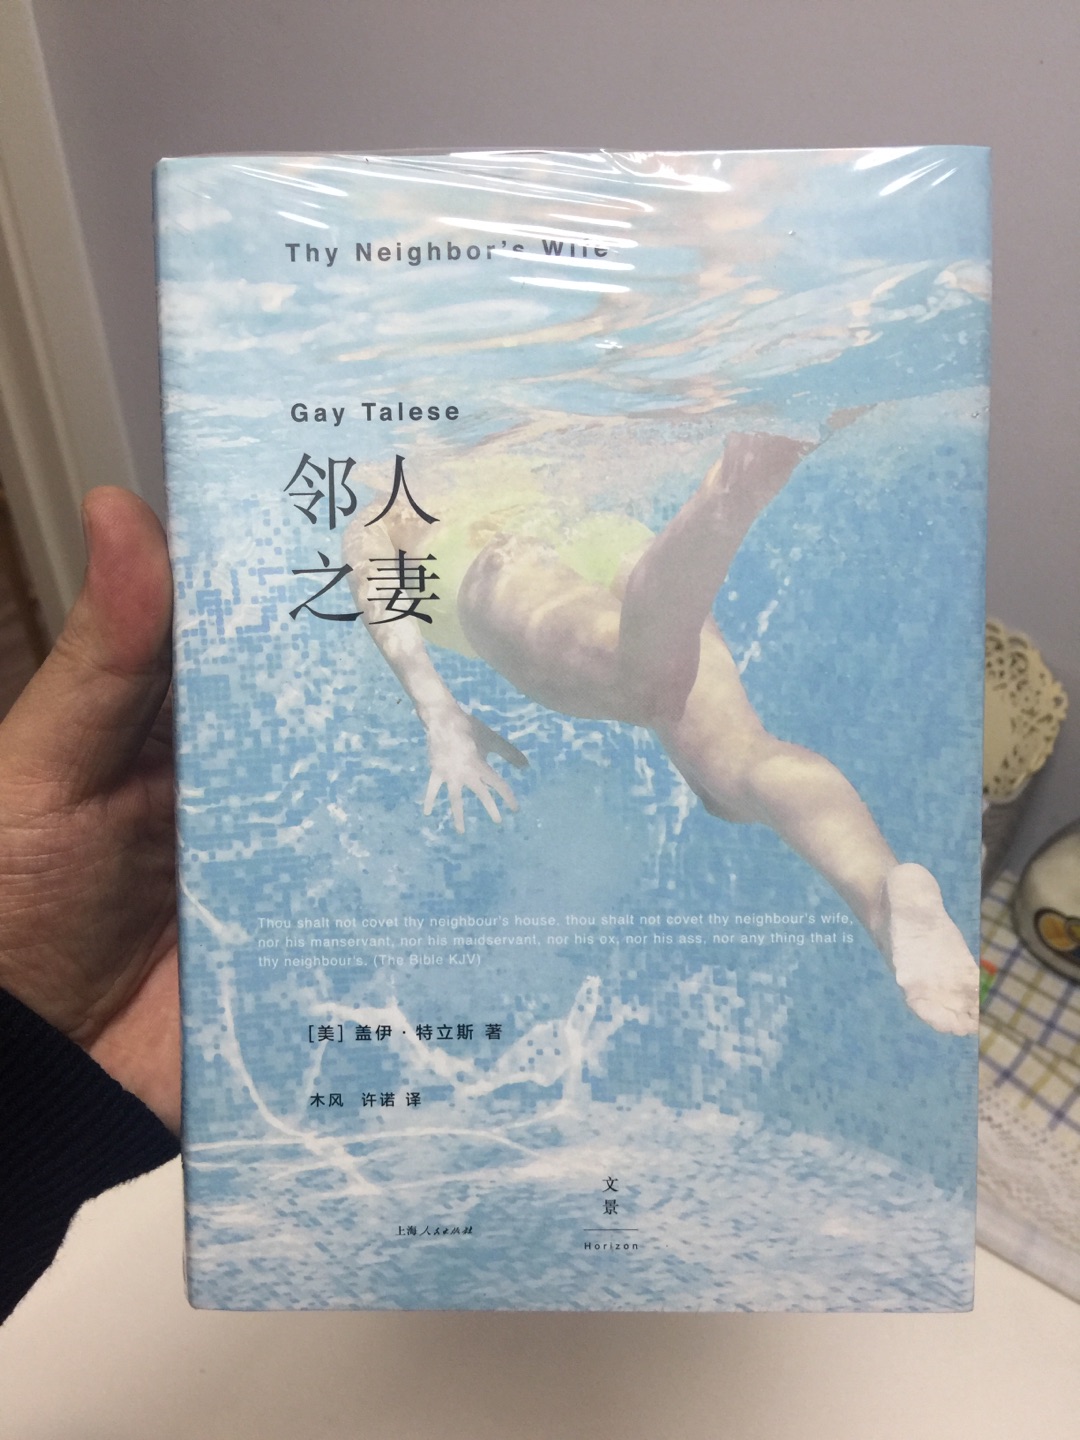 Thy Neighbor's Wife
Gay Talese
邻人
之妻
Thou shalt not covet thy neighbour's house, thou shalt not covet thy neighbour's wife,
nor his manservant, nor his maidservant, nor his ox, nor his ass, nor any thing that is
thy neighbour's. (The Bible KJV)
[美] 盖伊·特立斯 著
木风 许诺 译
文
景
上海人民出版社
Horizon